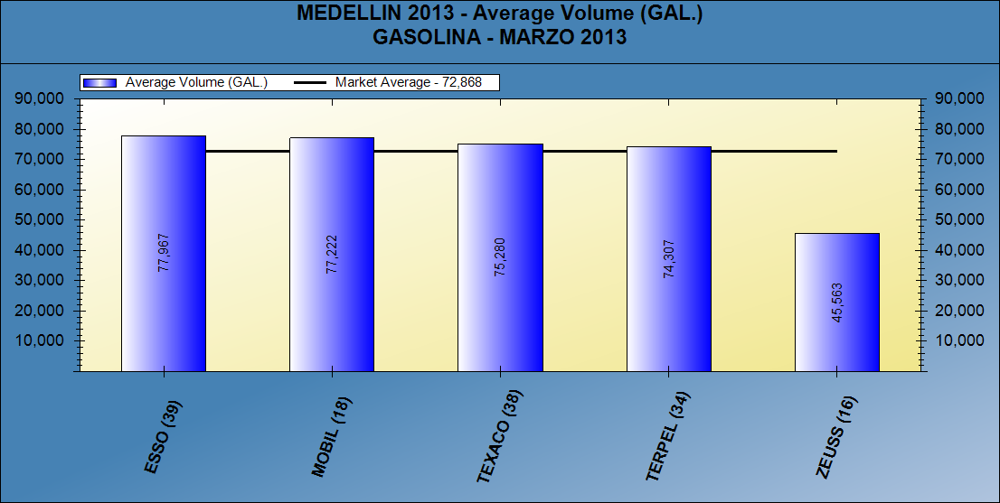 MEDELLIN 2013 - Average Volume (GAL.)
GASOLINA - MARZO 2013
Average Volume (GAL.) Market Average - 72,868
90,000 90,000
80,000 80,000
70,000 70,000
60,000 60,000
50,000 50,000
40,000 40,000
30,000 30,000
20,000 20,000
10,000 10,000
77,967
77,222
75,280
74,307
45,563
ESSO (39)
MOBIL (18)
TEXACO (38)
TERPEL (34)
ZEUSS (16)